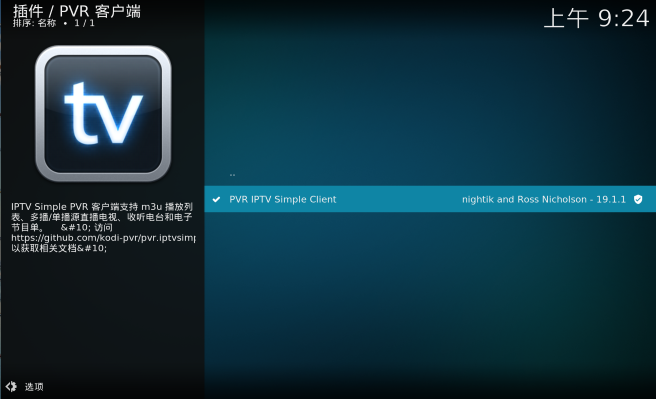 插件 / PVR 客户端
排序: 名称 • 1 / 1
上午 9:24
tv
..
PVR IPTV Simple Client nightik and Ross Nicholson - 19.1.1
IPTV Simple PVR 客户端支持 m3u 播放列
表、多播/单播源直播电视、收听电台和电子
节目单。 &#10; 访问
https://github.com/kodi-pvr/pvr.iptvsimp
以获取相关文档&#10;
选项